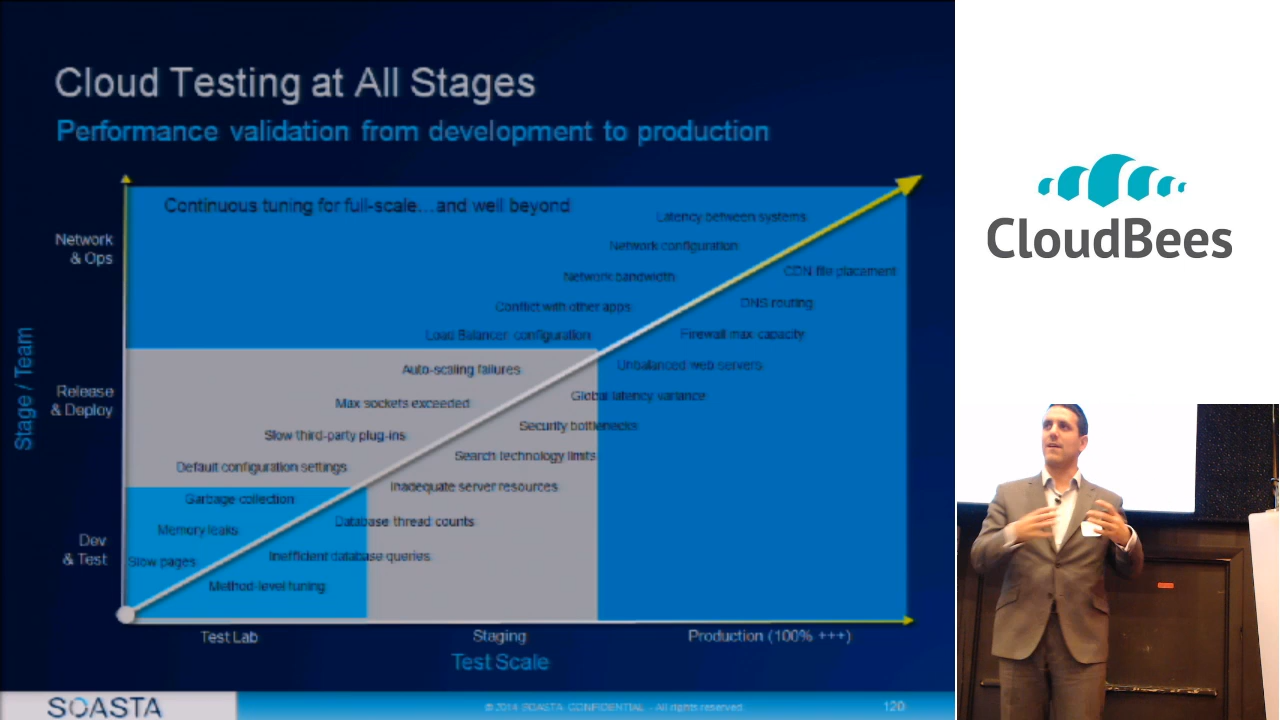 Cloud Testing at All Stages
Performance validation from development to production
Continuous tuning for full-scale...and well beyond
Latency between systems
Network configuration
Network
& Ops
CDN file placement
Network bandwidth
DNS routing
Conflict with other apps
Load Balancer configuration
Firewall max capacity
Unbalanced web servers
Auto-scaling failures
Stage / Team
Release
& Deploy
Global latency variance
Max sockets exceeded
Security bottlenecks
Slow third-party plug-ins
Search technology limits
Default configuration settings
Inadequate server resources
Garbage collection
Database thread counts
Memory leaks
Dev
& Test
Inefficient database queries
Slow pages
Method-level tuning
Test Lab
Staging
Production (100% +++)
Test Scale
SOASTA
© 2014 SOASTA CONFIDENTIAL - All rights reserved.
120
CloudBees